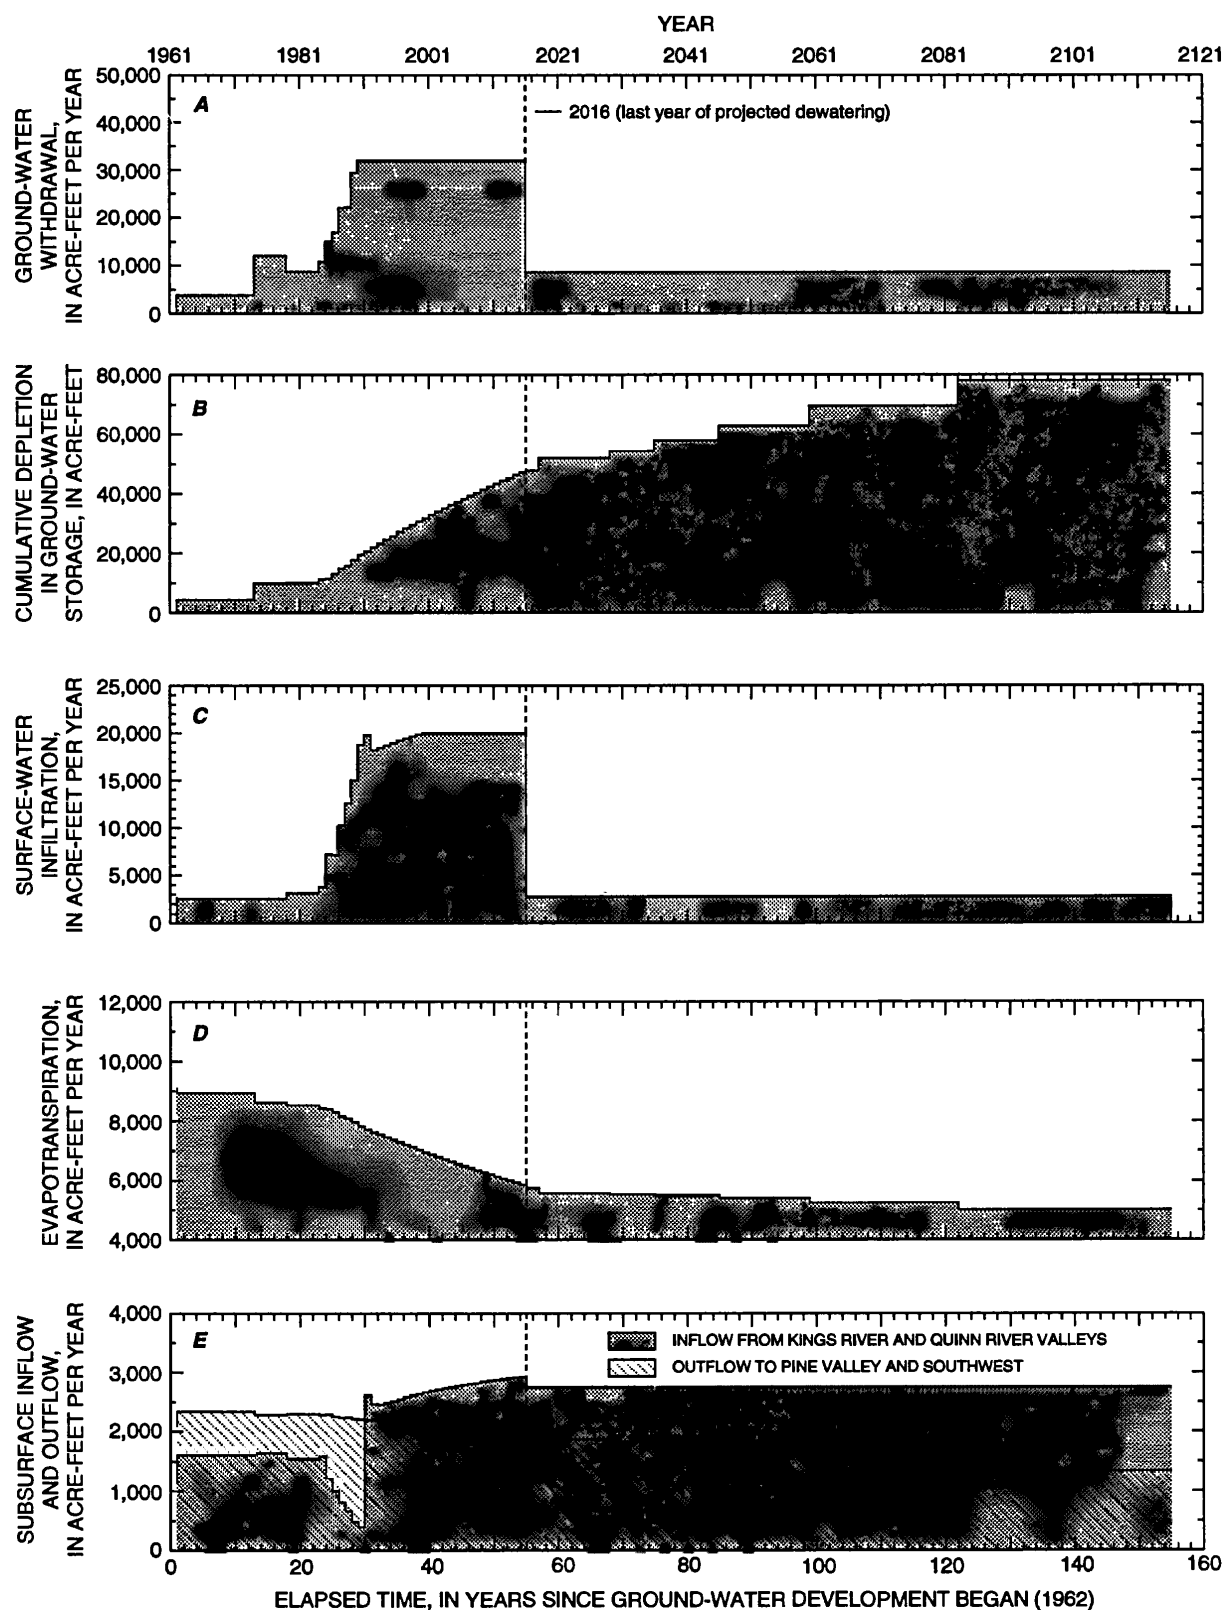 YEAR
1961 1981 2001 2021 2041 2061 2081 2101 2121
GROUND-WATER
WITHDRAWAL,
IN ACRE-FEET PER YEAR
50,000
40,000
30,000
20,000
10,000
0
A
2016 (last year of projected dewatering)
CUMULATIVE DEPLETION
IN GROUND-WATER
STORAGE, IN ACRE-FEET
80,000
60,000
40,000
20,000
0
B
SURFACE-WATER
INFILTRATION,
IN ACRE-FEET PER YEAR
25,000
20,000
15,000
10,000
5,000
0
C
EVAPOTRANSPIRATION,
IN ACRE-FEET PER YEAR
12,000
10,000
8,000
6,000
4,000
D
SUBSURFACE INFLOW
AND OUTFLOW,
IN ACRE-FEET PER YEAR
4,000
3,000
2,000
1,000
0
E
INFLOW FROM KINGS RIVER AND QUINN RIVER VALLEYS
OUTFLOW TO PINE VALLEY AND SOUTHWEST
0 20 40 60 80 100 120 140 160
ELAPSED TIME, IN YEARS SINCE GROUND-WATER DEVELOPMENT BEGAN (1962)